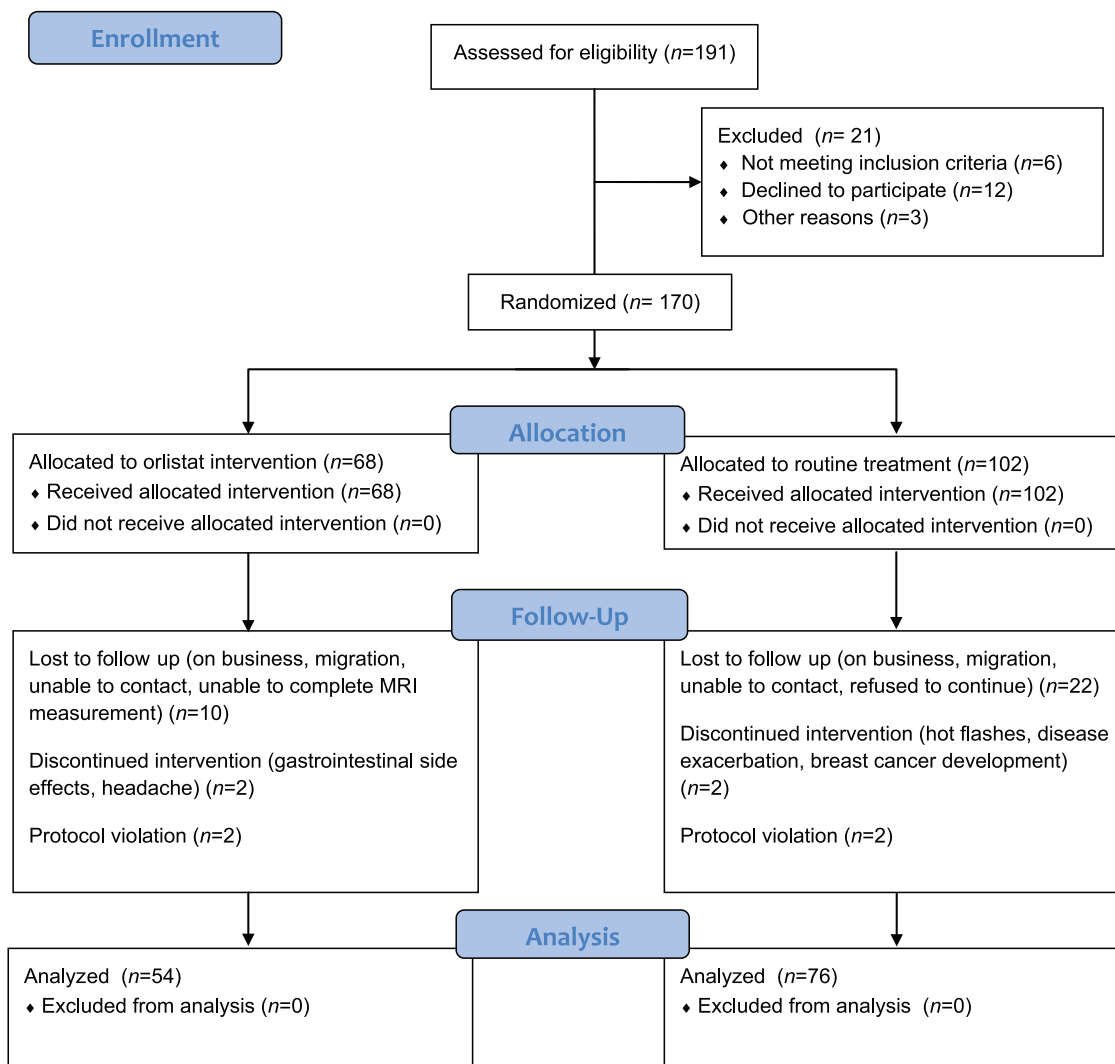 Enrollment
Assessed for eligibility (n=191)
Excluded (n= 21)
♦ Not meeting inclusion criteria (n=6)
♦ Declined to participate (n=12)
♦ Other reasons (n=3)
Randomized (n= 170)
Allocation
Allocated to orlistat intervention (n=68)
♦ Received allocated intervention (n=68)
♦ Did not receive allocated intervention (n=0)
Allocated to routine treatment (n=102)
♦ Received allocated intervention (n=102)
♦ Did not receive allocated intervention (n=0)
Follow-Up
Lost to follow up (on business, migration,
unable to contact, unable to complete MRI
measurement) (n=10)
Discontinued intervention (gastrointestinal side
effects, headache) (n=2)
Protocol violation (n=2)
Lost to follow up (on business, migration,
unable to contact, refused to continue) (n=22)
Discontinued intervention (hot flashes, disease
exacerbation, breast cancer development)
(n=2)
Protocol violation (n=2)
Analysis
Analyzed (n=54)
♦ Excluded from analysis (n=0)
Analyzed (n=76)
♦ Excluded from analysis (n=0)